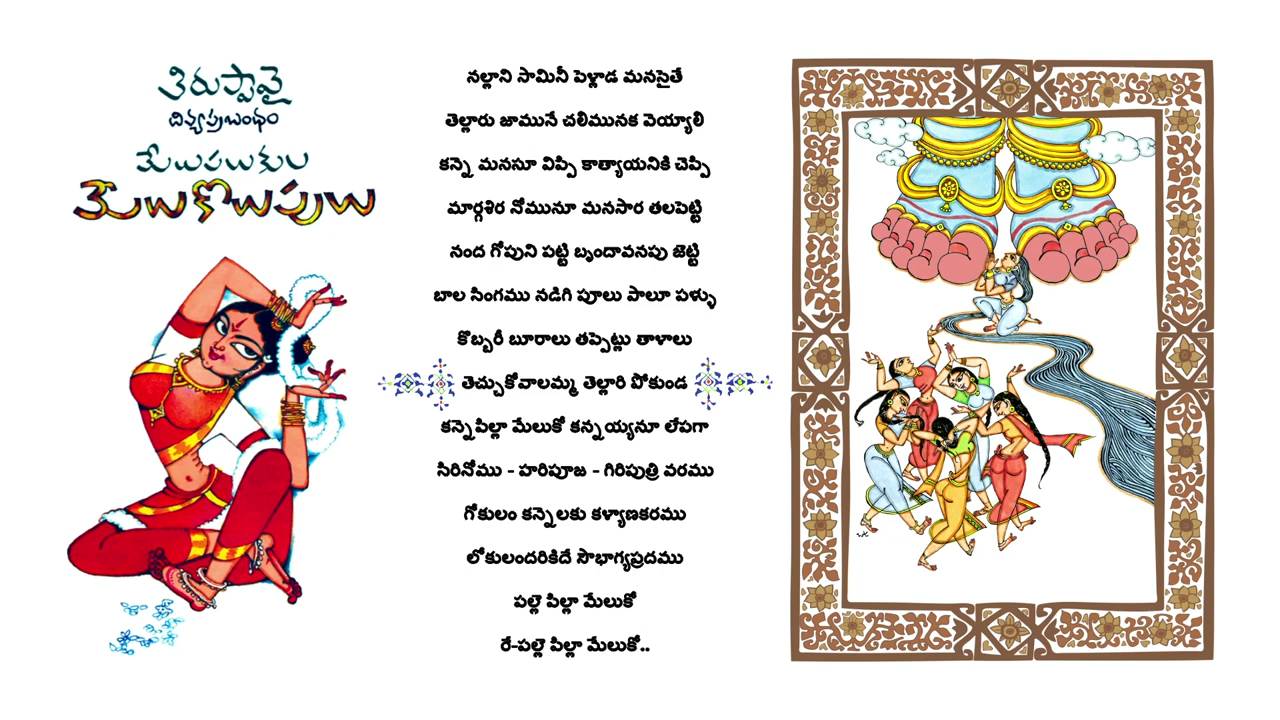 తిరుప్పావై
దివ్యప్రబంధం
మేలుపలుకుల
మేలుకొలుపులు
నల్లాని సామినీ పెళ్లాడ మనసైతే
తెల్లారు జామునే చలిమునక వెయ్యాలి
కన్నె మనసూ విప్పి కాత్యాయనికి చెప్పి
మార్గశిర నోమునూ మనసార తలపెట్టి
నంద గోపుని పట్టి బృందావనపు జెట్టి
బాల సింగము నడిగి పూలు పాలూ పళ్ళు
కొబ్బరీ బూరాలు తప్పెట్లు తాళాలు
తెచ్చుకోవాలమ్మ తెల్లారి పోకుండ
కన్నెపిల్లా మేలుకో కన్నయ్యనూ లేపగా
సిరినోము - హరిపూజ - గిరిపుత్రి వరము
గోకులం కన్నెలకు కళ్యాణకరము
లోకులందరికిదే సౌభాగ్యప్రదము
పల్లె పిల్లా మేలుకో
రే-పల్లె పిల్లా మేలుకో..